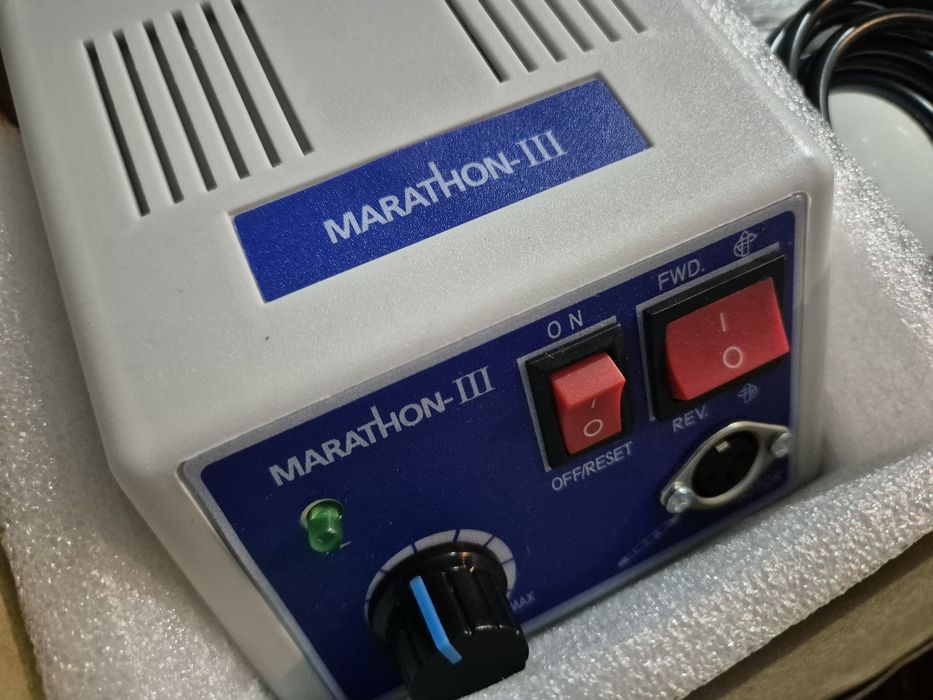 MARATHON-III
FWD.
ON
I
O
I
O
MARATHON-III
REV.
OFF/RESET
MAX